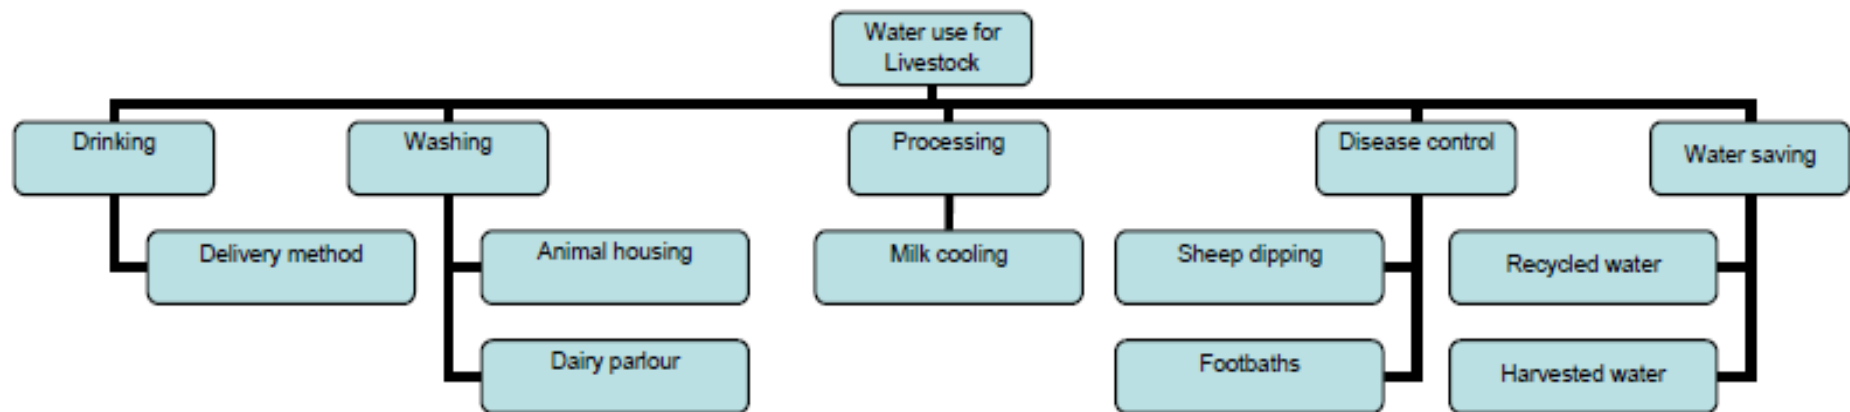 Water use for
Livestock
Drinking
Washing
Processing
Disease control
Water saving
Delivery method
Animal housing
Milk cooling
Sheep dipping
Recycled water
Dairy parlour
Footbaths
Harvested water